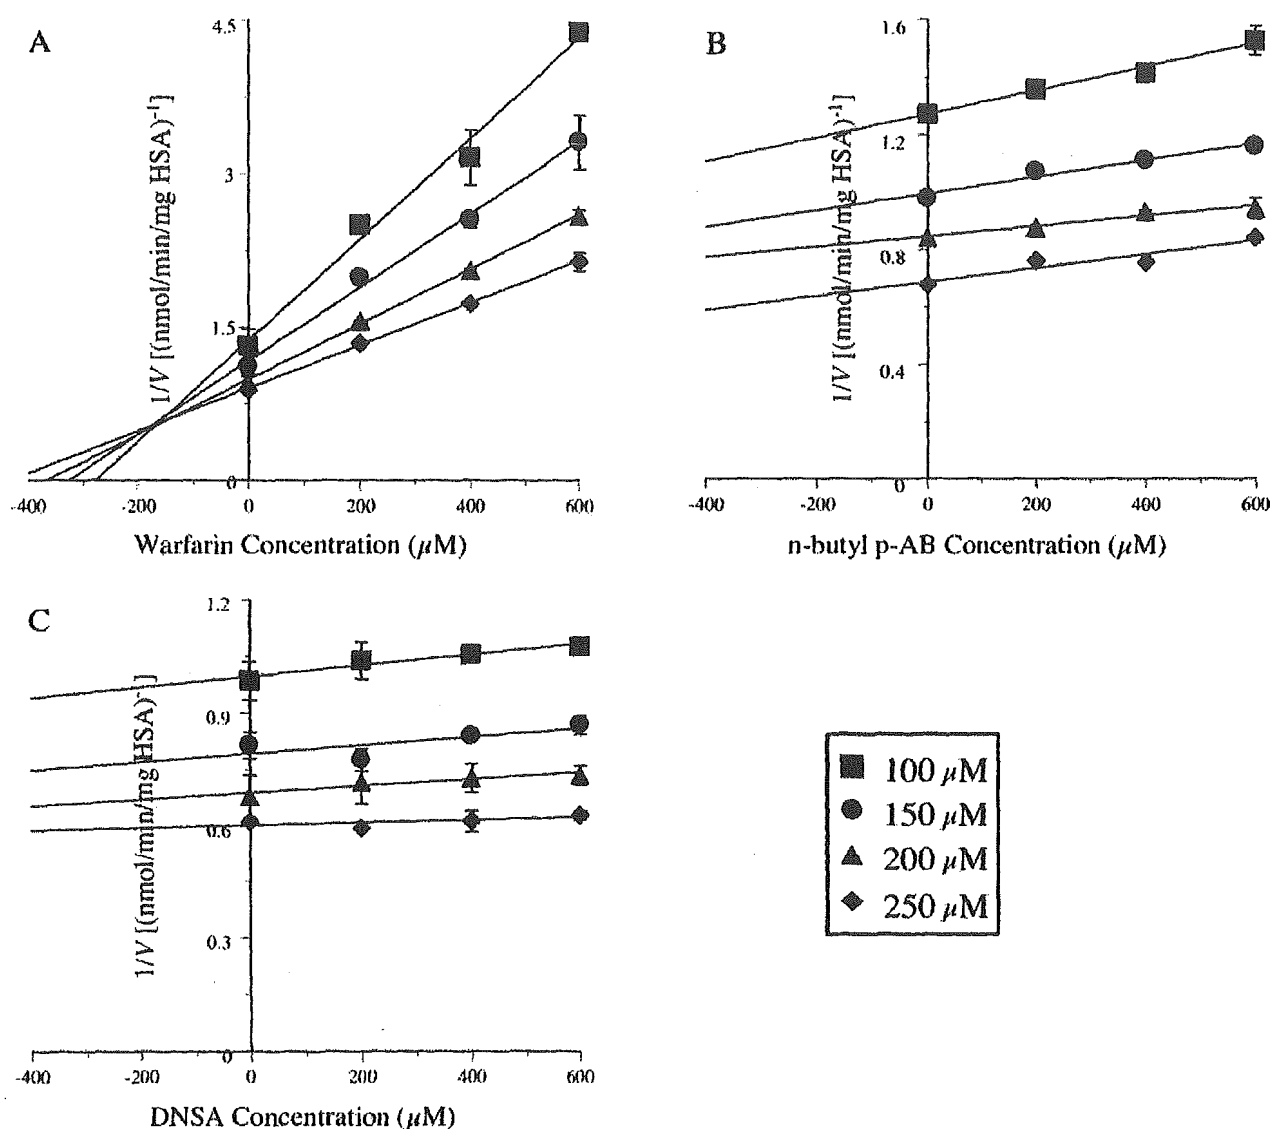 A
4.5
3
1.5
0
1/V [(nmol/min/mg HSA)⁻¹]
-400 -200 0 200 400 600
Warfarin Concentration (μM)
B
1.6
1.2
0.8
0.4
0
1/V [(nmol/min/mg HSA)⁻¹]
-400 -200 0 200 400 600
n-butyl p-AB Concentration (μM)
C
1.2
0.9
0.6
0.3
0
1/V [(nmol/min/mg HSA)⁻¹]
-400 -200 0 200 400 600
DNSA Concentration (μM)
100 μM
150 μM
200 μM
250 μM